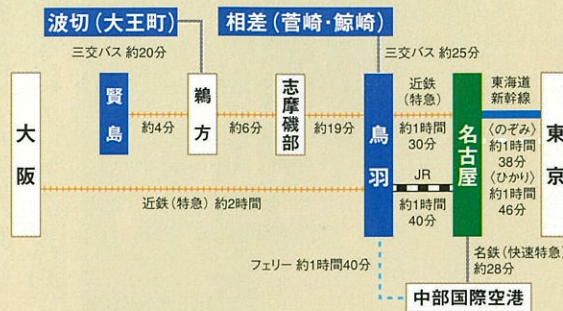 波切(大王町)
相差(菅崎・鯨崎)
三交バス 約20分
三交バス 約25分
大阪
賢島
約4分
鵜方
約6分
志摩磯部
約19分
鳥羽
近鉄
(特急)
約1時間
30分
JR
約1時間
40分
名古屋
東海道
新幹線
〈のぞみ〉
約1時間
38分
〈ひかり〉
約1時間
46分
東京
近鉄(特急)約2時間
フェリー 約1時間40分
名鉄(快速特急)
約28分
中部国際空港